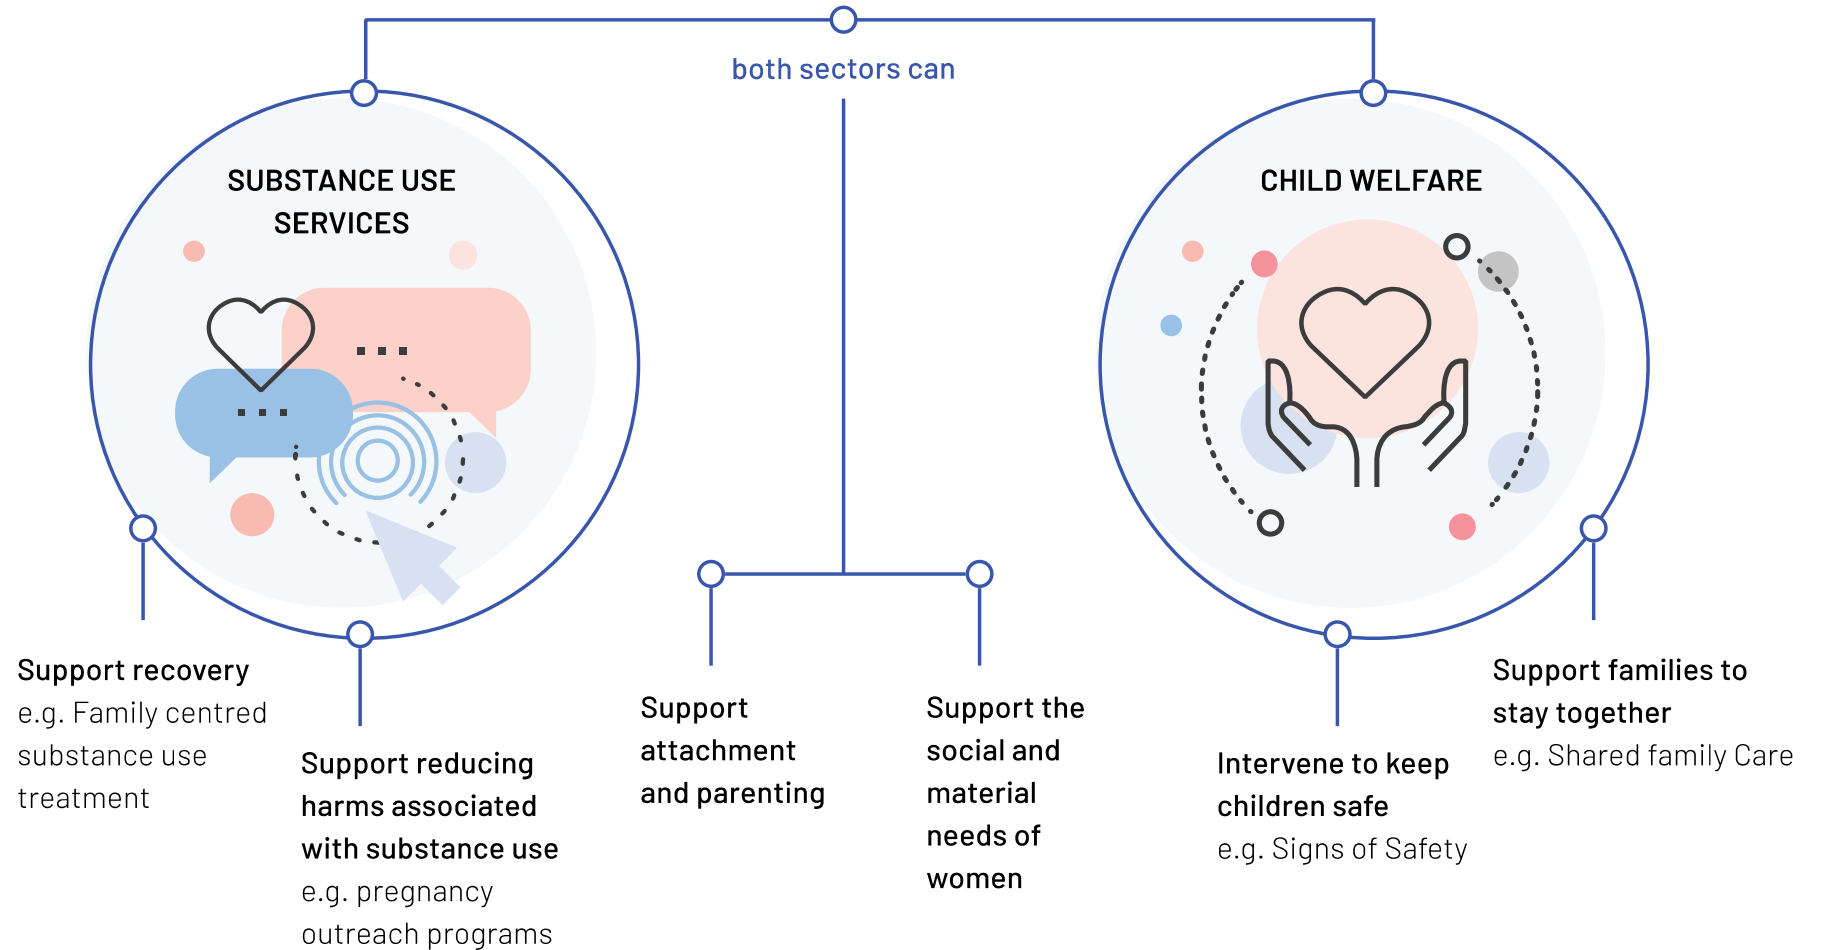 both sectors can
SUBSTANCE USE
SERVICES
CHILD WELFARE
Support recovery
e.g. Family centred
substance use
treatment
Support reducing
harms associated
with substance use
e.g. pregnancy
outreach programs
Support
attachment
and parenting
Support the
social and
material
needs of
women
Intervene to keep
children safe
e.g. Signs of Safety
Support families to
stay together
e.g. Shared family Care